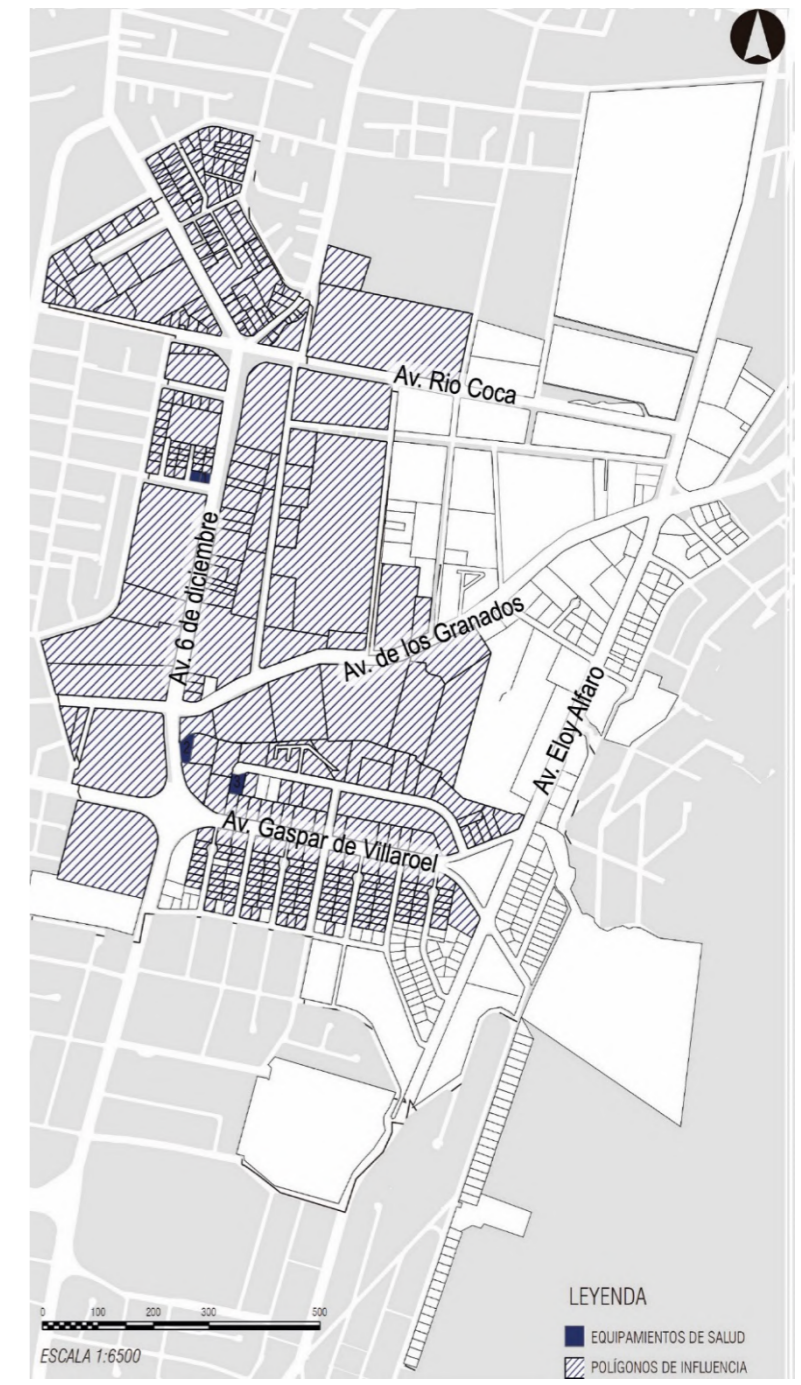 Av. Rio Coca
Av. 6 de diciembre
Av. de los Granados
Av. Eloy Alfaro
Av. Gaspar de Villaroel
LEYENDA
0 100 200 300 500
EQUIPAMIENTOS DE SALUD
ESCALA 1:6500
POLÍGONOS DE INFLUENCIA